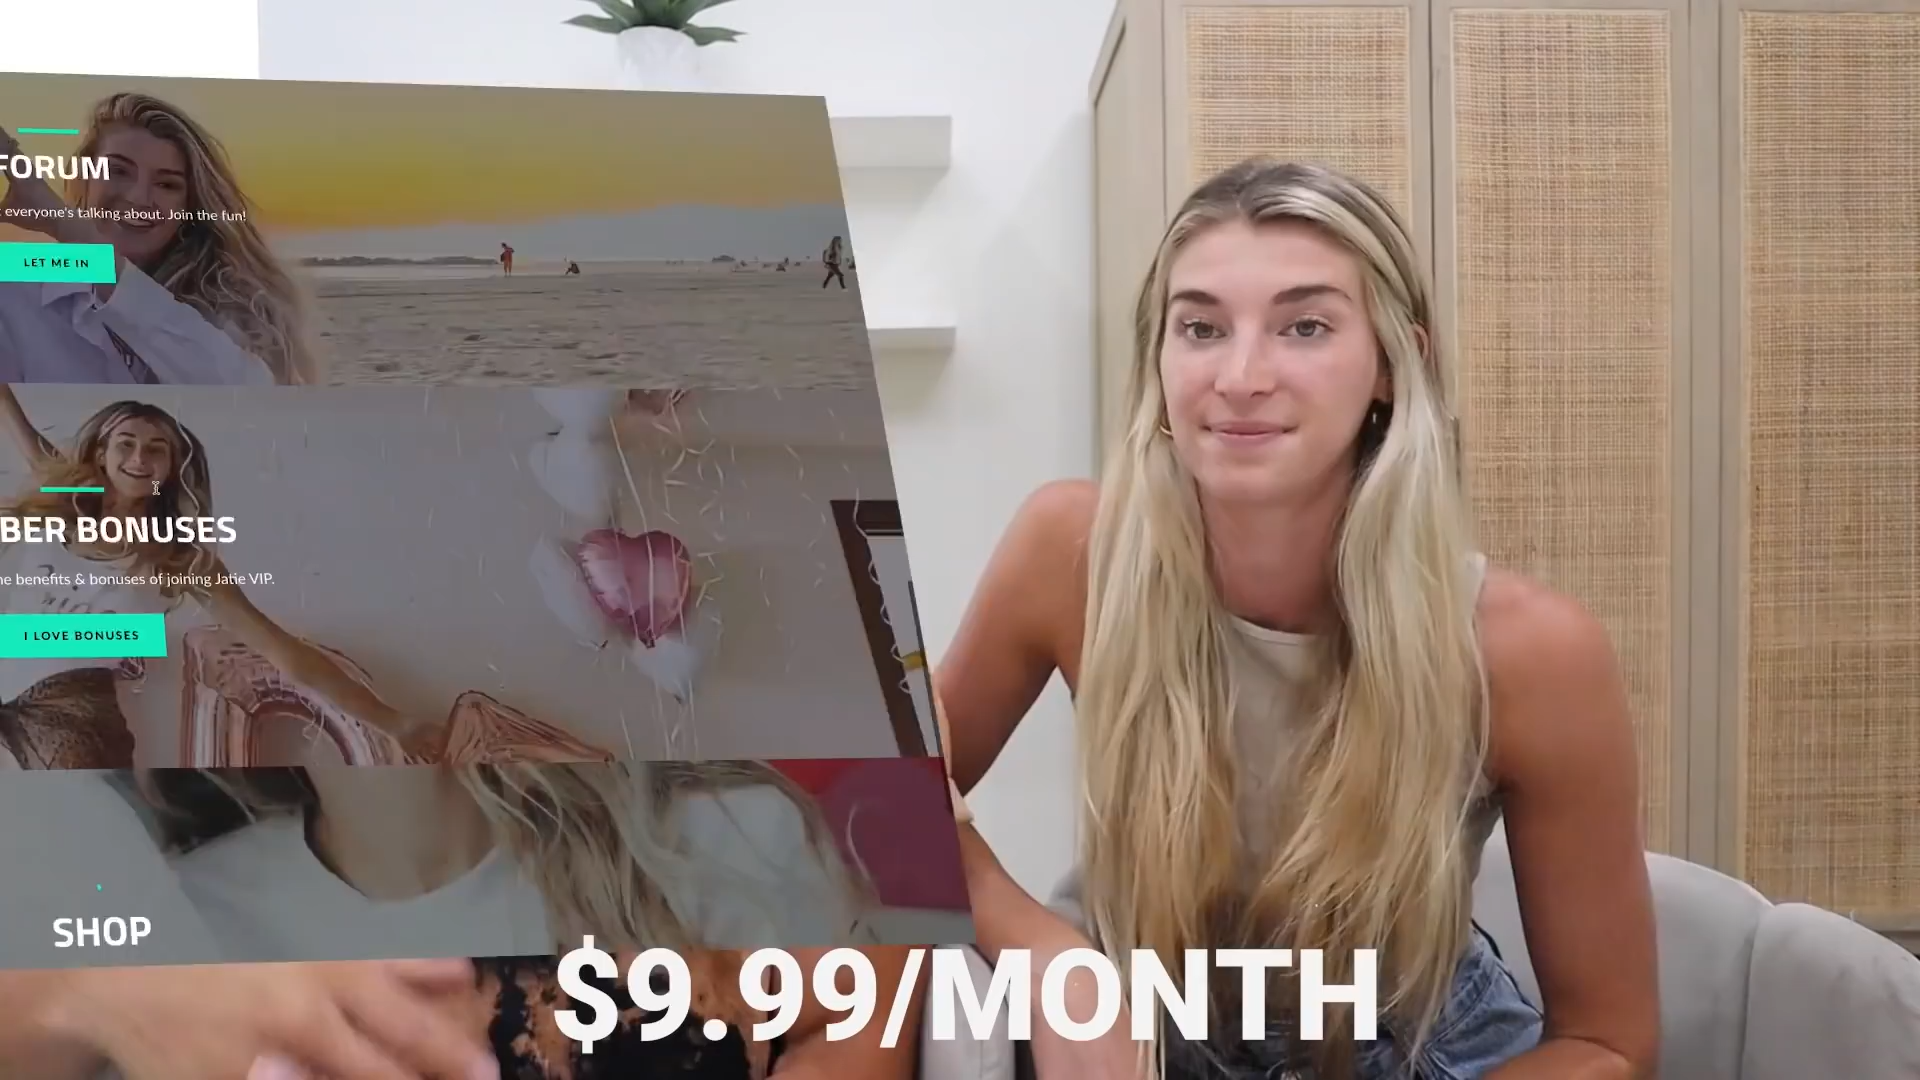 FORUM
everyone's talking about. Join the fun!
LET ME IN
BER BONUSES
ne benefits & bonuses of joining Jatie VIP.
I LOVE BONUSES
SHOP
$9.99/MONTH